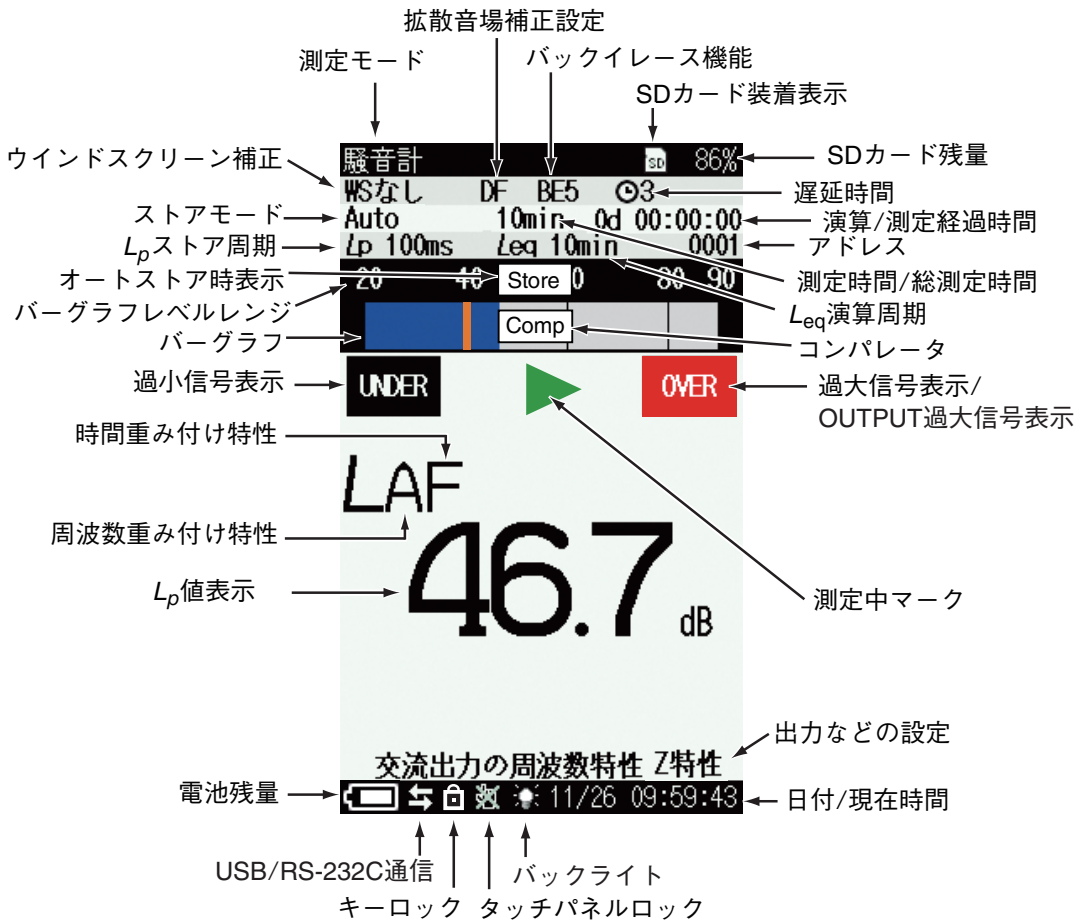 拡散音場補正設定
測定モード
バックイレース機能
SDカード装着表示
騒音計
SD
86%
SDカード残量
ウインドスクリーン補正
WSなし
DF
BE5
3
遅延時間
ストアモード
Auto
10min
0d 00:00:00
演算/測定経過時間
Lpストア周期
Lp 100ms
Leq 10min
0001
アドレス
オートストア時表示
20
40
Store
0
80
90
測定時間/総測定時間
バーグラフレベルレンジ
Leq演算周期
バーグラフ
Comp
コンパレータ
過小信号表示
UNDER
OVER
過大信号表示/
OUTPUT過大信号表示
時間重み付け特性
LAF
周波数重み付け特性
Lp値表示
46.7
dB
測定中マーク
出力などの設定
交流出力の周波数特性 Z特性
電池残量
11/26 09:59:43
日付/現在時間
USB/RS-232C通信
バックライト
キーロック
タッチパネルロック